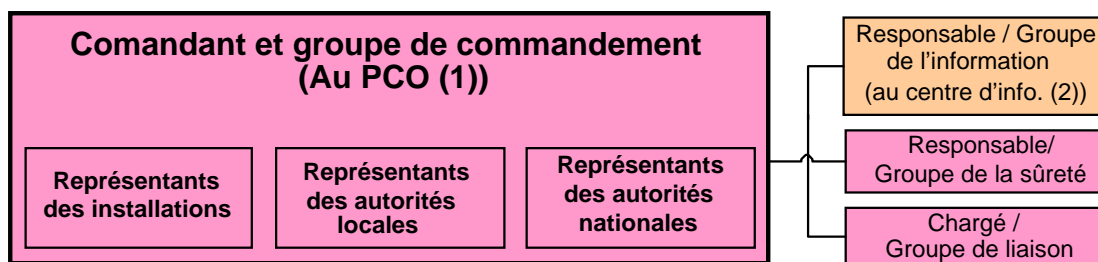 Comandant et groupe de commandement
(Au PCO (1))
Représentants
des installations
Représentants
des autorités
locales
Représentants
des autorités
nationales
Responsable / Groupe
de l’information
(au centre d’info. (2))
Responsable/
Groupe de la sûreté
Chargé /
Groupe de liaison